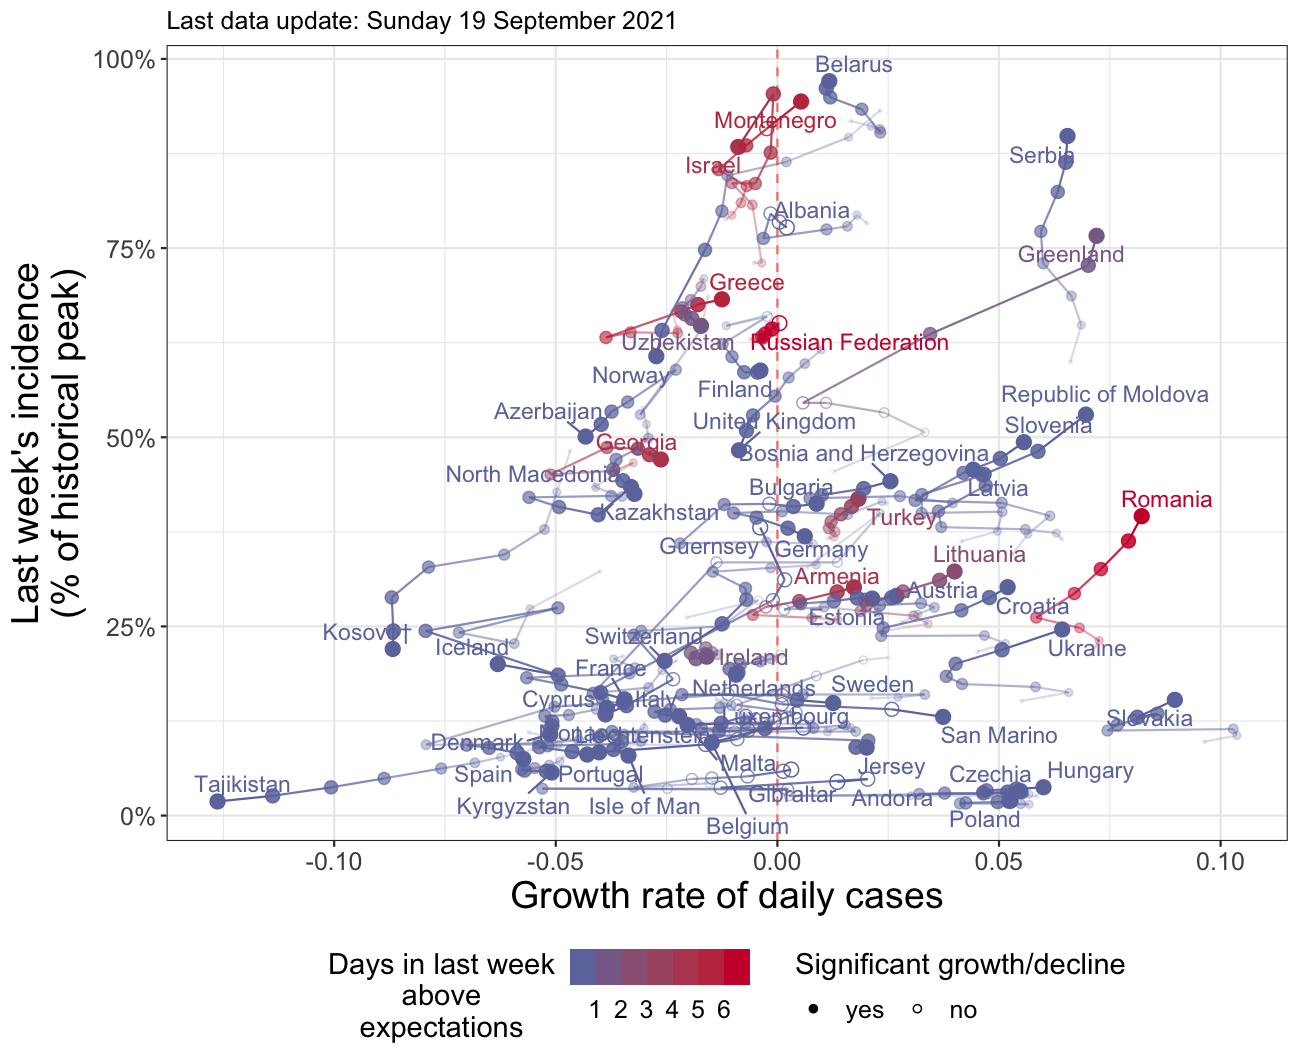 Last data update: Sunday 19 September 2021
Last week's incidence
(% of historical peak)
100%
75%
50%
25%
0%
Belarus
Montenegro
Serbia
Israel
Albania
Greenland
Greece
Uzbekistan
Russian Federation
Norway
Finland
Republic of Moldova
Azerbaijan
United Kingdom
Slovenia
Georgia
Bosnia and Herzegovina
North Macedonia
Bulgaria
Latvia
Romania
Kazakhstan
Turkey
Guernsey
Germany
Lithuania
Armenia
Austria
Estonia
Croatia
Kosovo††
Iceland
Switzerland
Ukraine
France
Ireland
Cyprus
Italy
Netherlands
Sweden
Luxembourg
Slovakia
Denmark
Monaco
Liechtenstein
San Marino
Spain
Portugal
Malta
Jersey
Czechia
Hungary
Tajikistan
Kyrgyzstan
Isle of Man
Gibraltar
Andorra
Belgium
Poland
-0.10
-0.05
0.00
0.05
0.10
Growth rate of daily cases
Days in last week
above
expectations
1 2 3 4 5 6
Significant growth/decline
yes
no